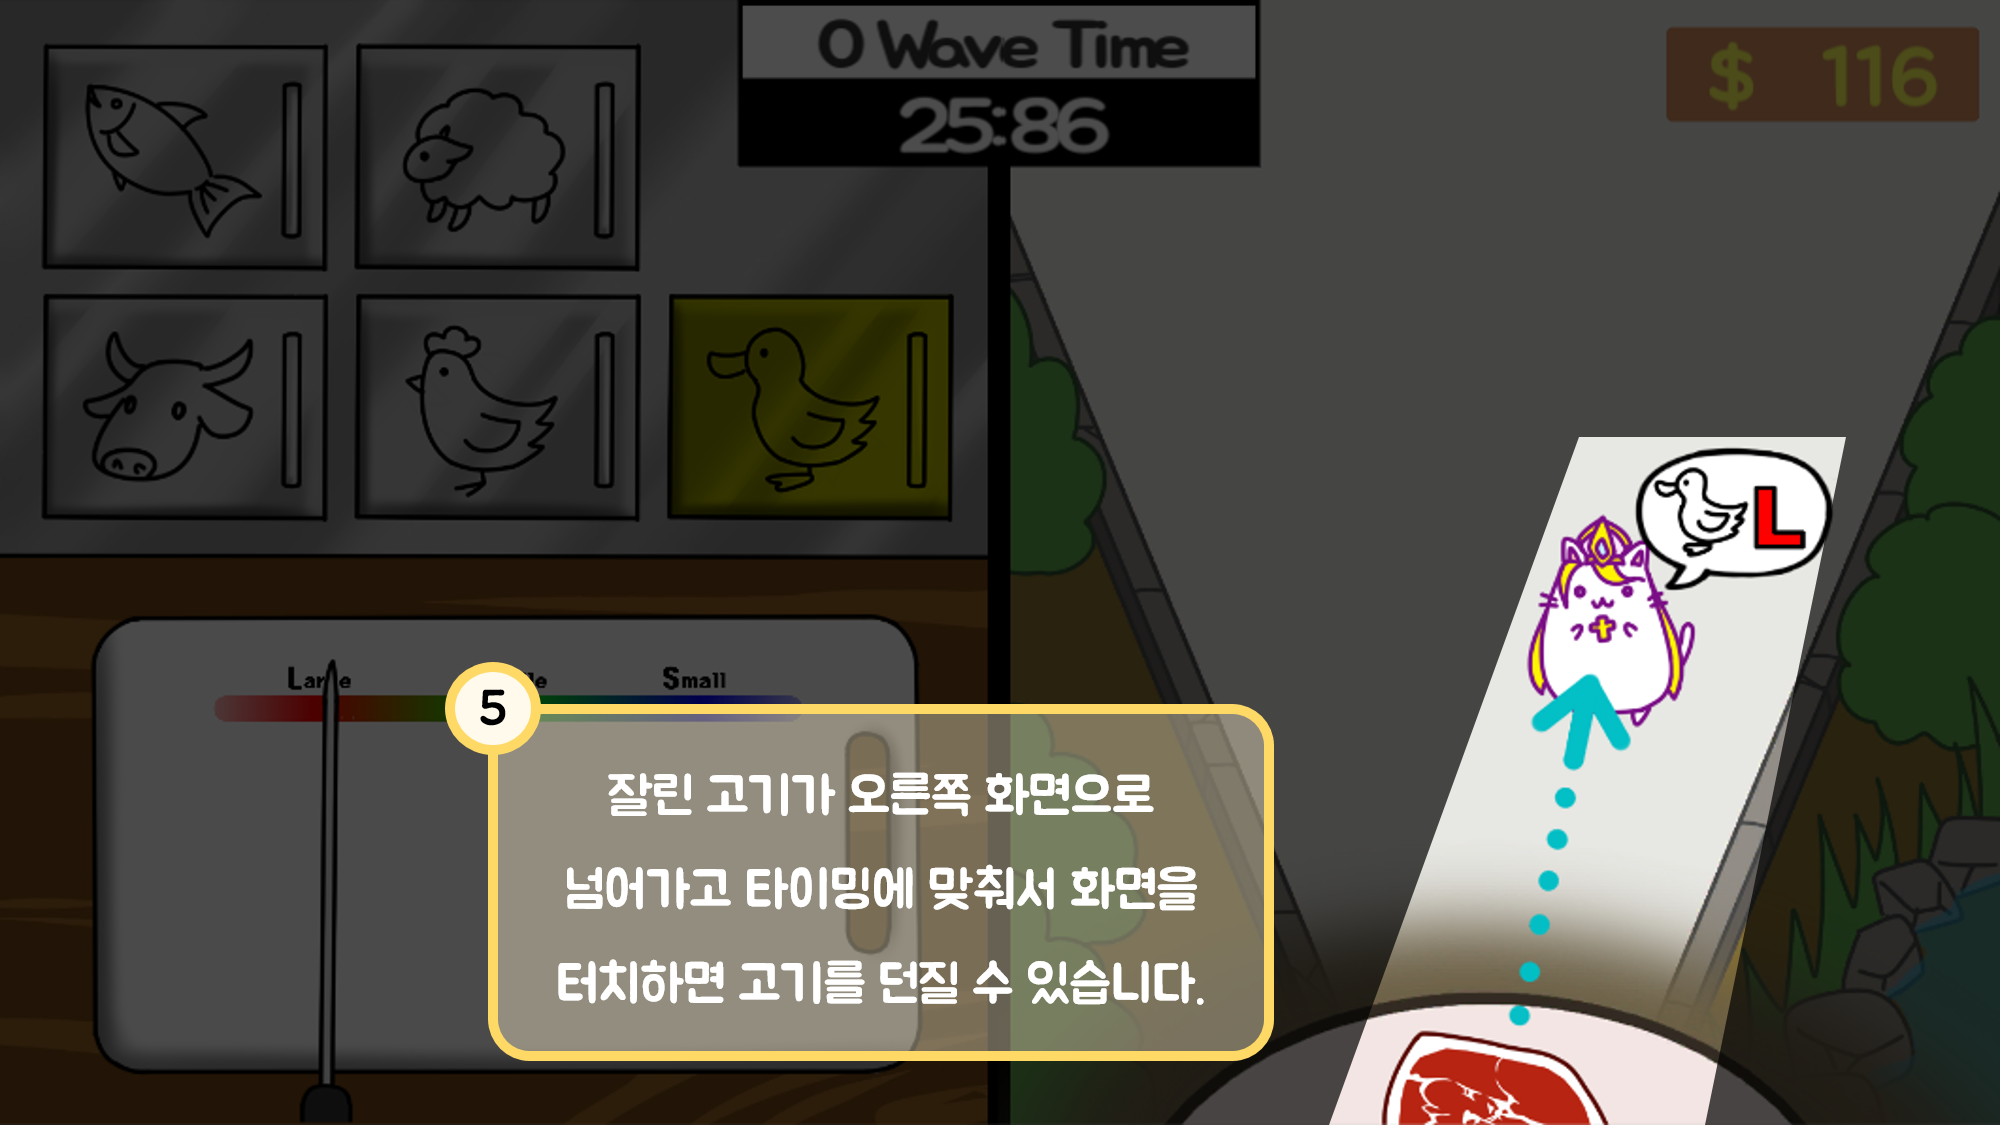 0 Wave Time
25:86
$ 116
L
Small
5
잘린 고기가 오른쪽 화면으로
넘어가고 타이밍에 맞춰서 화면을
터치하면 고기를 던질 수 있습니다.